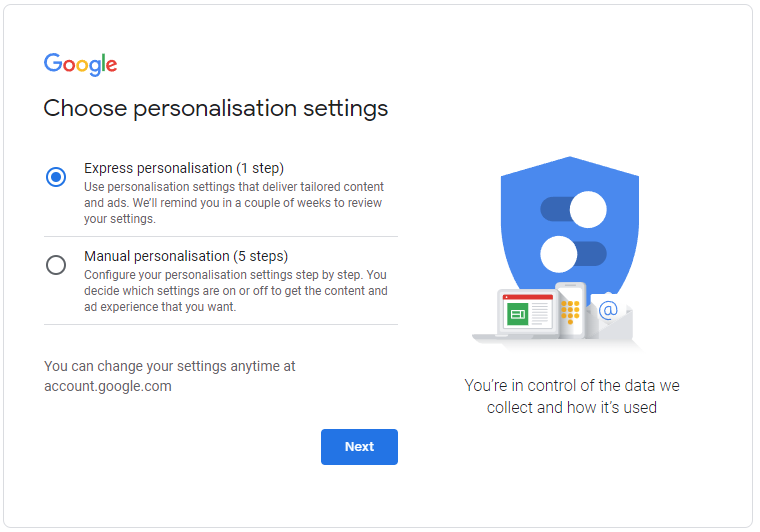 Google
Choose personalisation settings
Express personalisation (1 step)
Use personalisation settings that deliver tailored content
and ads. We'll remind you in a couple of weeks to review
your settings.
Manual personalisation (5 steps)
Configure your personalisation settings step by step. You
decide which settings are on or off to get the content and
ad experience that you want.
You can change your settings anytime at
account.google.com
Next
@
You're in control of the data we
collect and how it's used